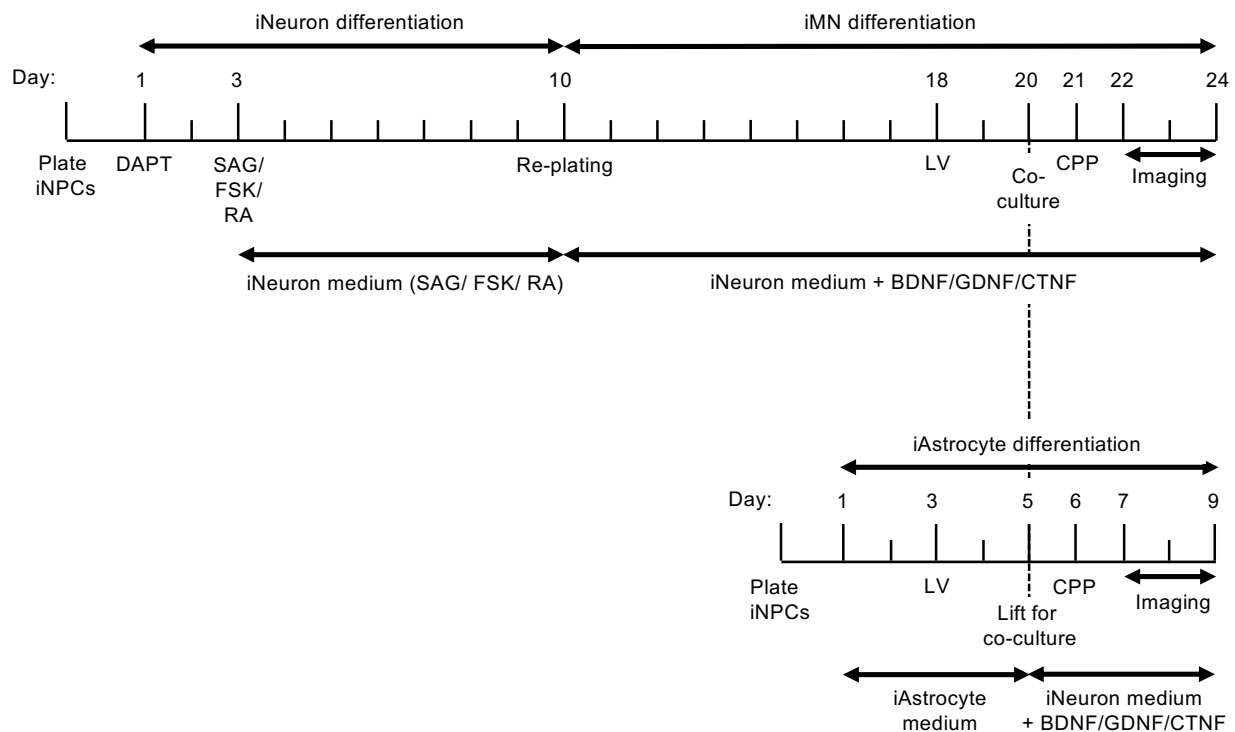 iNeuron differentiation
iMN differentiation
Day:
1
3
10
18
20
21
22
24
Plate
iNPCs
DAPT
SAG/
FSK/
RA
Re-plating
LV
Co-
culture
CPP
Imaging
iNeuron medium (SAG/ FSK/ RA)
iNeuron medium + BDNF/GDNF/CTNF
iAstrocyte differentiation
Day:
1
3
5
6
7
9
Plate
iNPCs
LV
Lift for
co-culture
CPP
Imaging
iAstrocyte
medium
iNeuron medium
+ BDNF/GDNF/CTNF